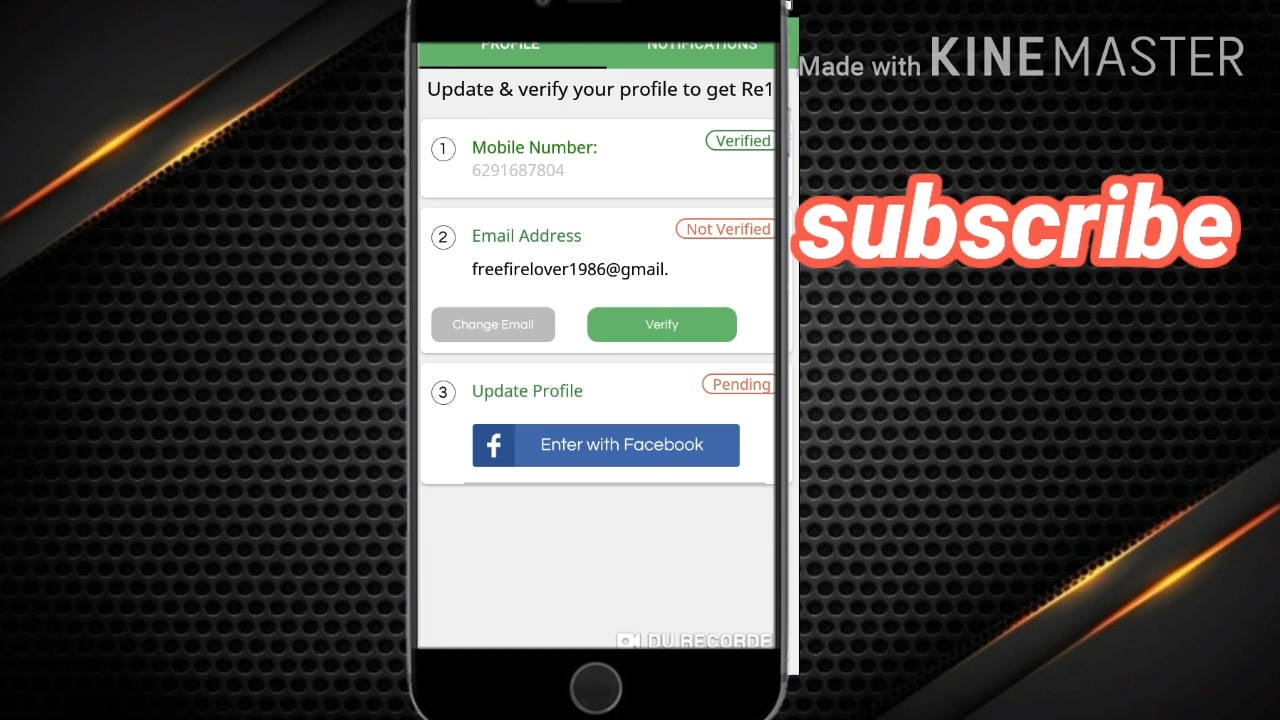 PROFILE
NOTIFICATIONS
Made with KINEMASTER
Update & verify your profile to get Re1
1
Mobile Number:
Verified
6291687804
subscribe
2
Email Address
Not Verified
freefirelover1986@gmail.
Change Email
Verify
3
Update Profile
Pending
f
Enter with Facebook
DU RECORDE